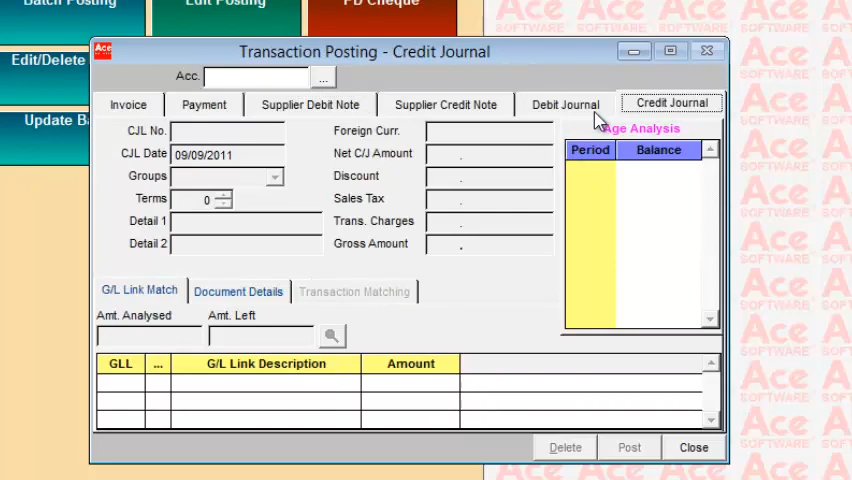 Batch Posting
Edit Posting
PD Cheque
Edit/Delete
Update Ba
Ace
Transaction Posting - Credit Journal
Acc.
...
Invoice
Payment
Supplier Debit Note
Supplier Credit Note
Debit Journal
Credit Journal
CJL No.
Foreign Curr.
Age Analysis
CJL Date 09/09/2011
Net C/J Amount .
Period Balance
Groups
Discount .
Terms 0
Sales Tax .
Detail 1
Trans. Charges .
Detail 2
Gross Amount .
G/L Link Match
Document Details
Transaction Matching
Amt. Analysed
Amt. Left
GLL ... G/L Link Description Amount
Delete
Post
Close
Ace
SOFTWARE